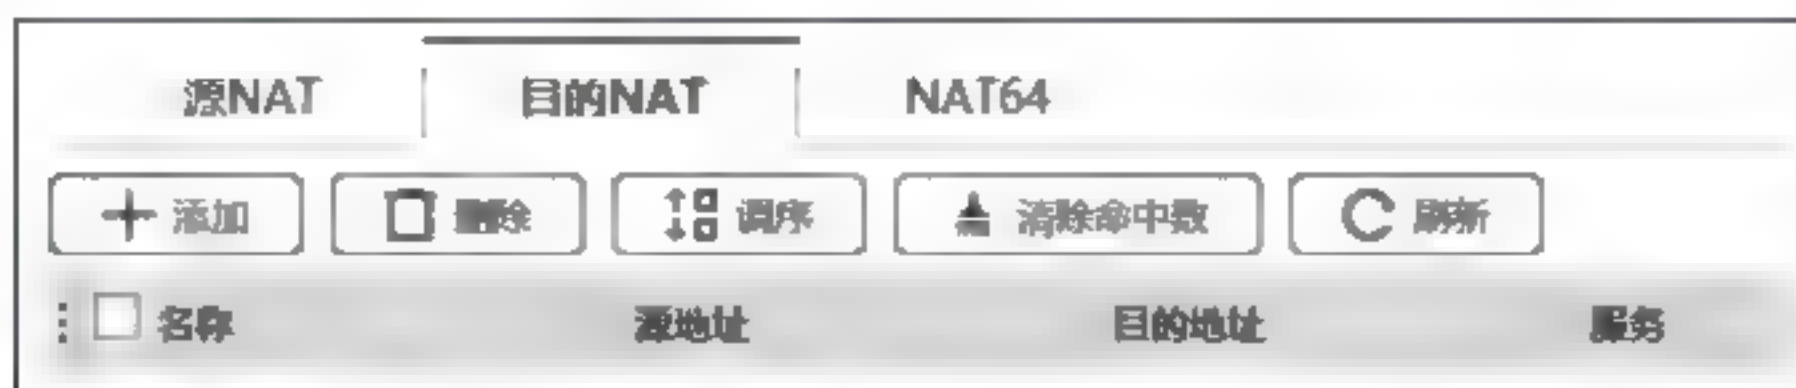 源NAT 目的NAT NAT64
添加 删除 调序 清除命中数 刷新
名称 源地址 目的地址 服务